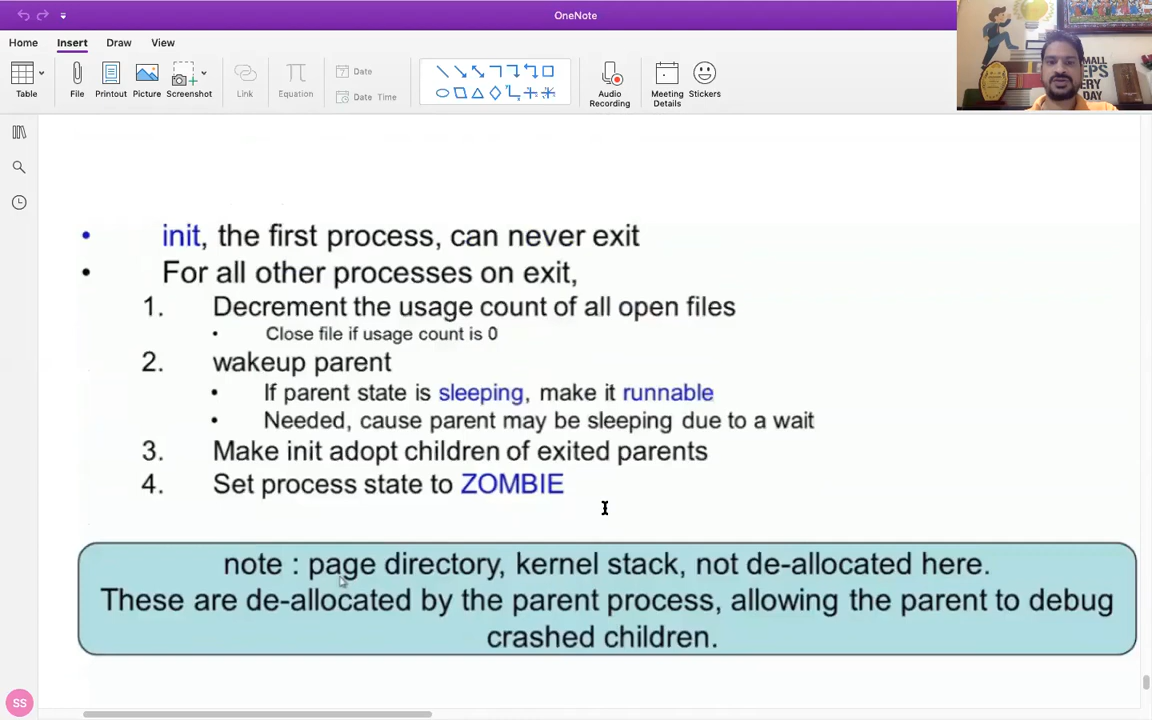 OneNote
Home Insert Draw View
Table File Printout Picture Screenshot Link Equation Date Date Time Audio Recording Meeting Details Stickers
SMALL
STEPS
EVERY
DAY
• init, the first process, can never exit
• For all other processes on exit,
1. Decrement the usage count of all open files
• Close file if usage count is 0
2. wakeup parent
• If parent state is sleeping, make it runnable
• Needed, cause parent may be sleeping due to a wait
3. Make init adopt children of exited parents
4. Set process state to ZOMBIE
note : page directory, kernel stack, not de-allocated here.
These are de-allocated by the parent process, allowing the parent to debug
crashed children.
SS